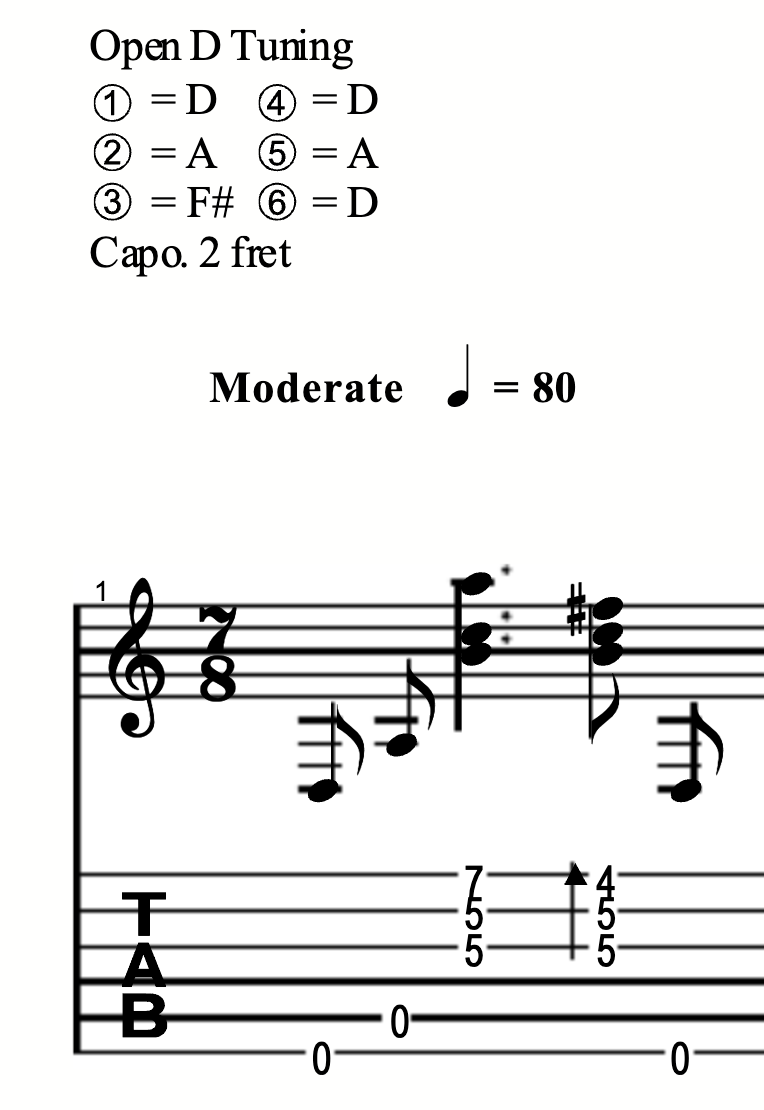 Open D Tuning
① = D ④ = D
② = A ⑤ = A
③ = F# ⑥ = D
Capo. 2 fret
Moderate ♩ = 80
1
7
8
7 4
T 5 5
A 5 5
B 0
0 0